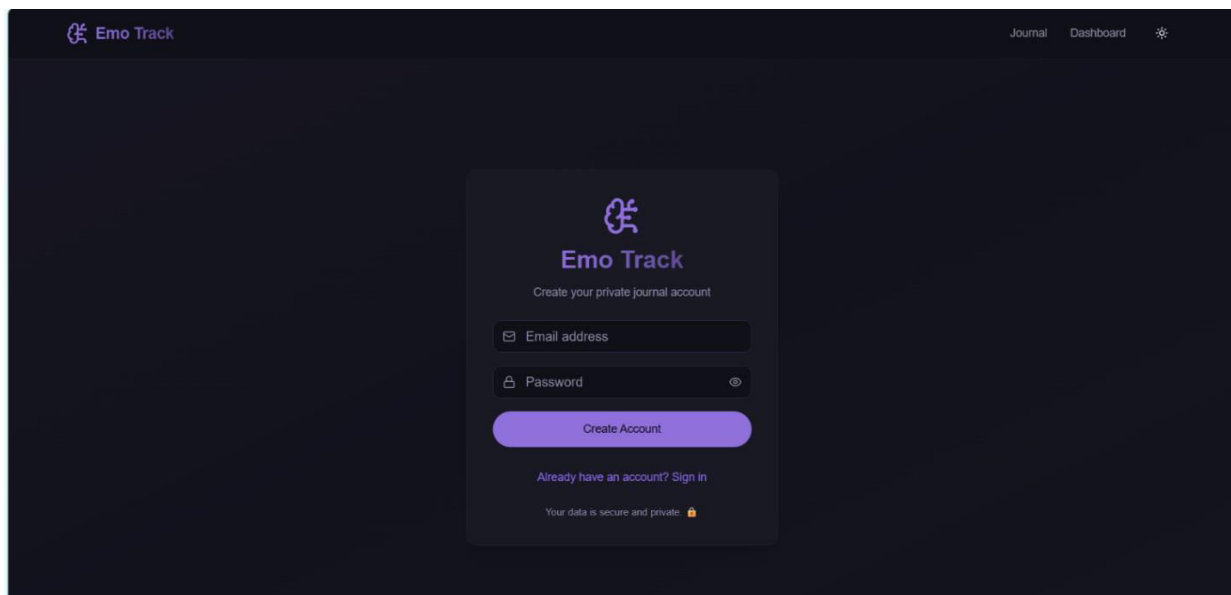 Emo Track
Journal Dashboard
Emo Track
Create your private journal account
Email address
Password
Create Account
Already have an account? Sign in
Your data is secure and private. 🔒